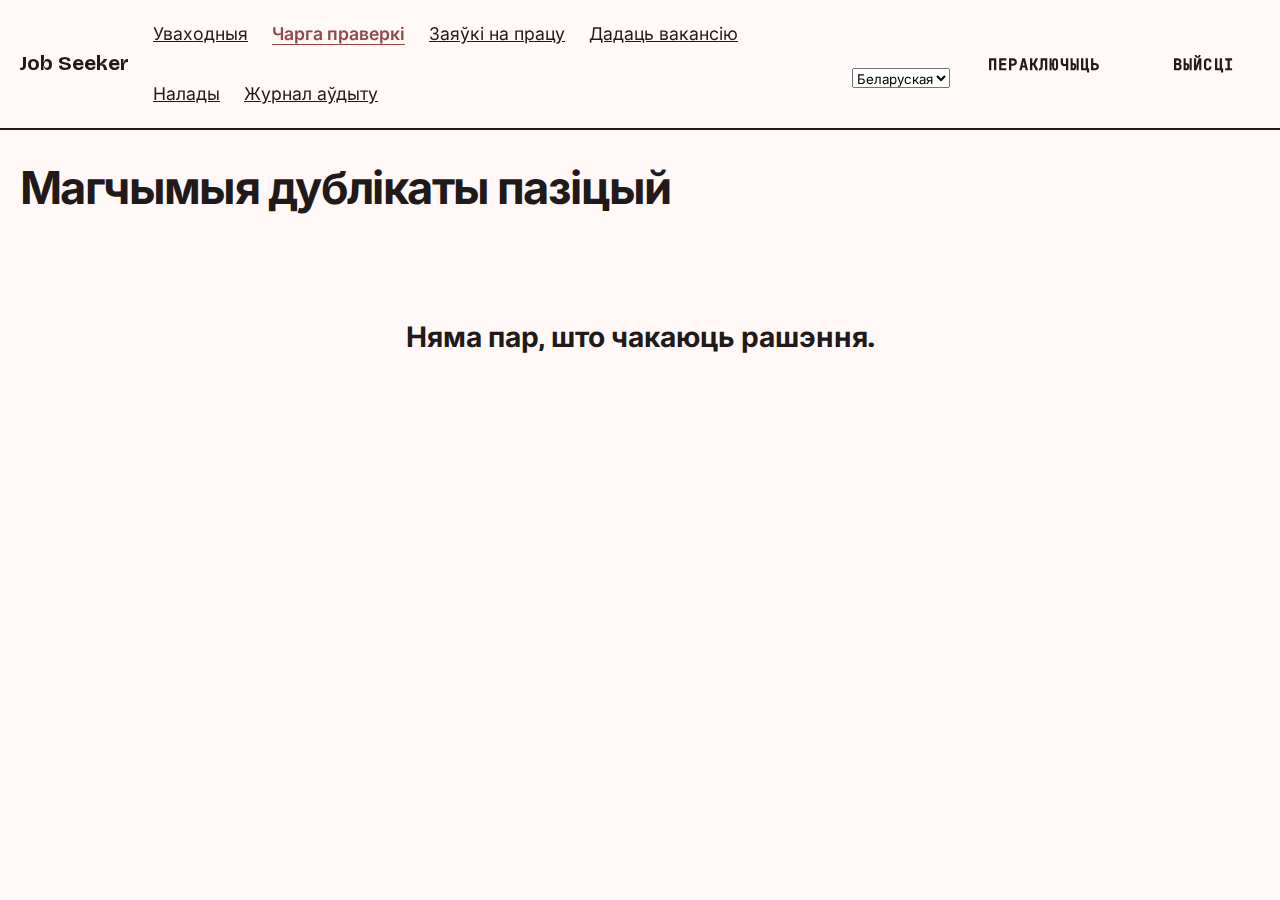 Job Seeker
Уваходныя Чарга праверкі Заяўкі на працу Дадаць вакансію
Налады Журнал аўдыту
Беларуская
ПЕРАКЛЮЧЫЦЬ
ВЫЙСЦІ
Магчымыя дублікаты пазіцый
Няма пар, што чакаюць рашэння.